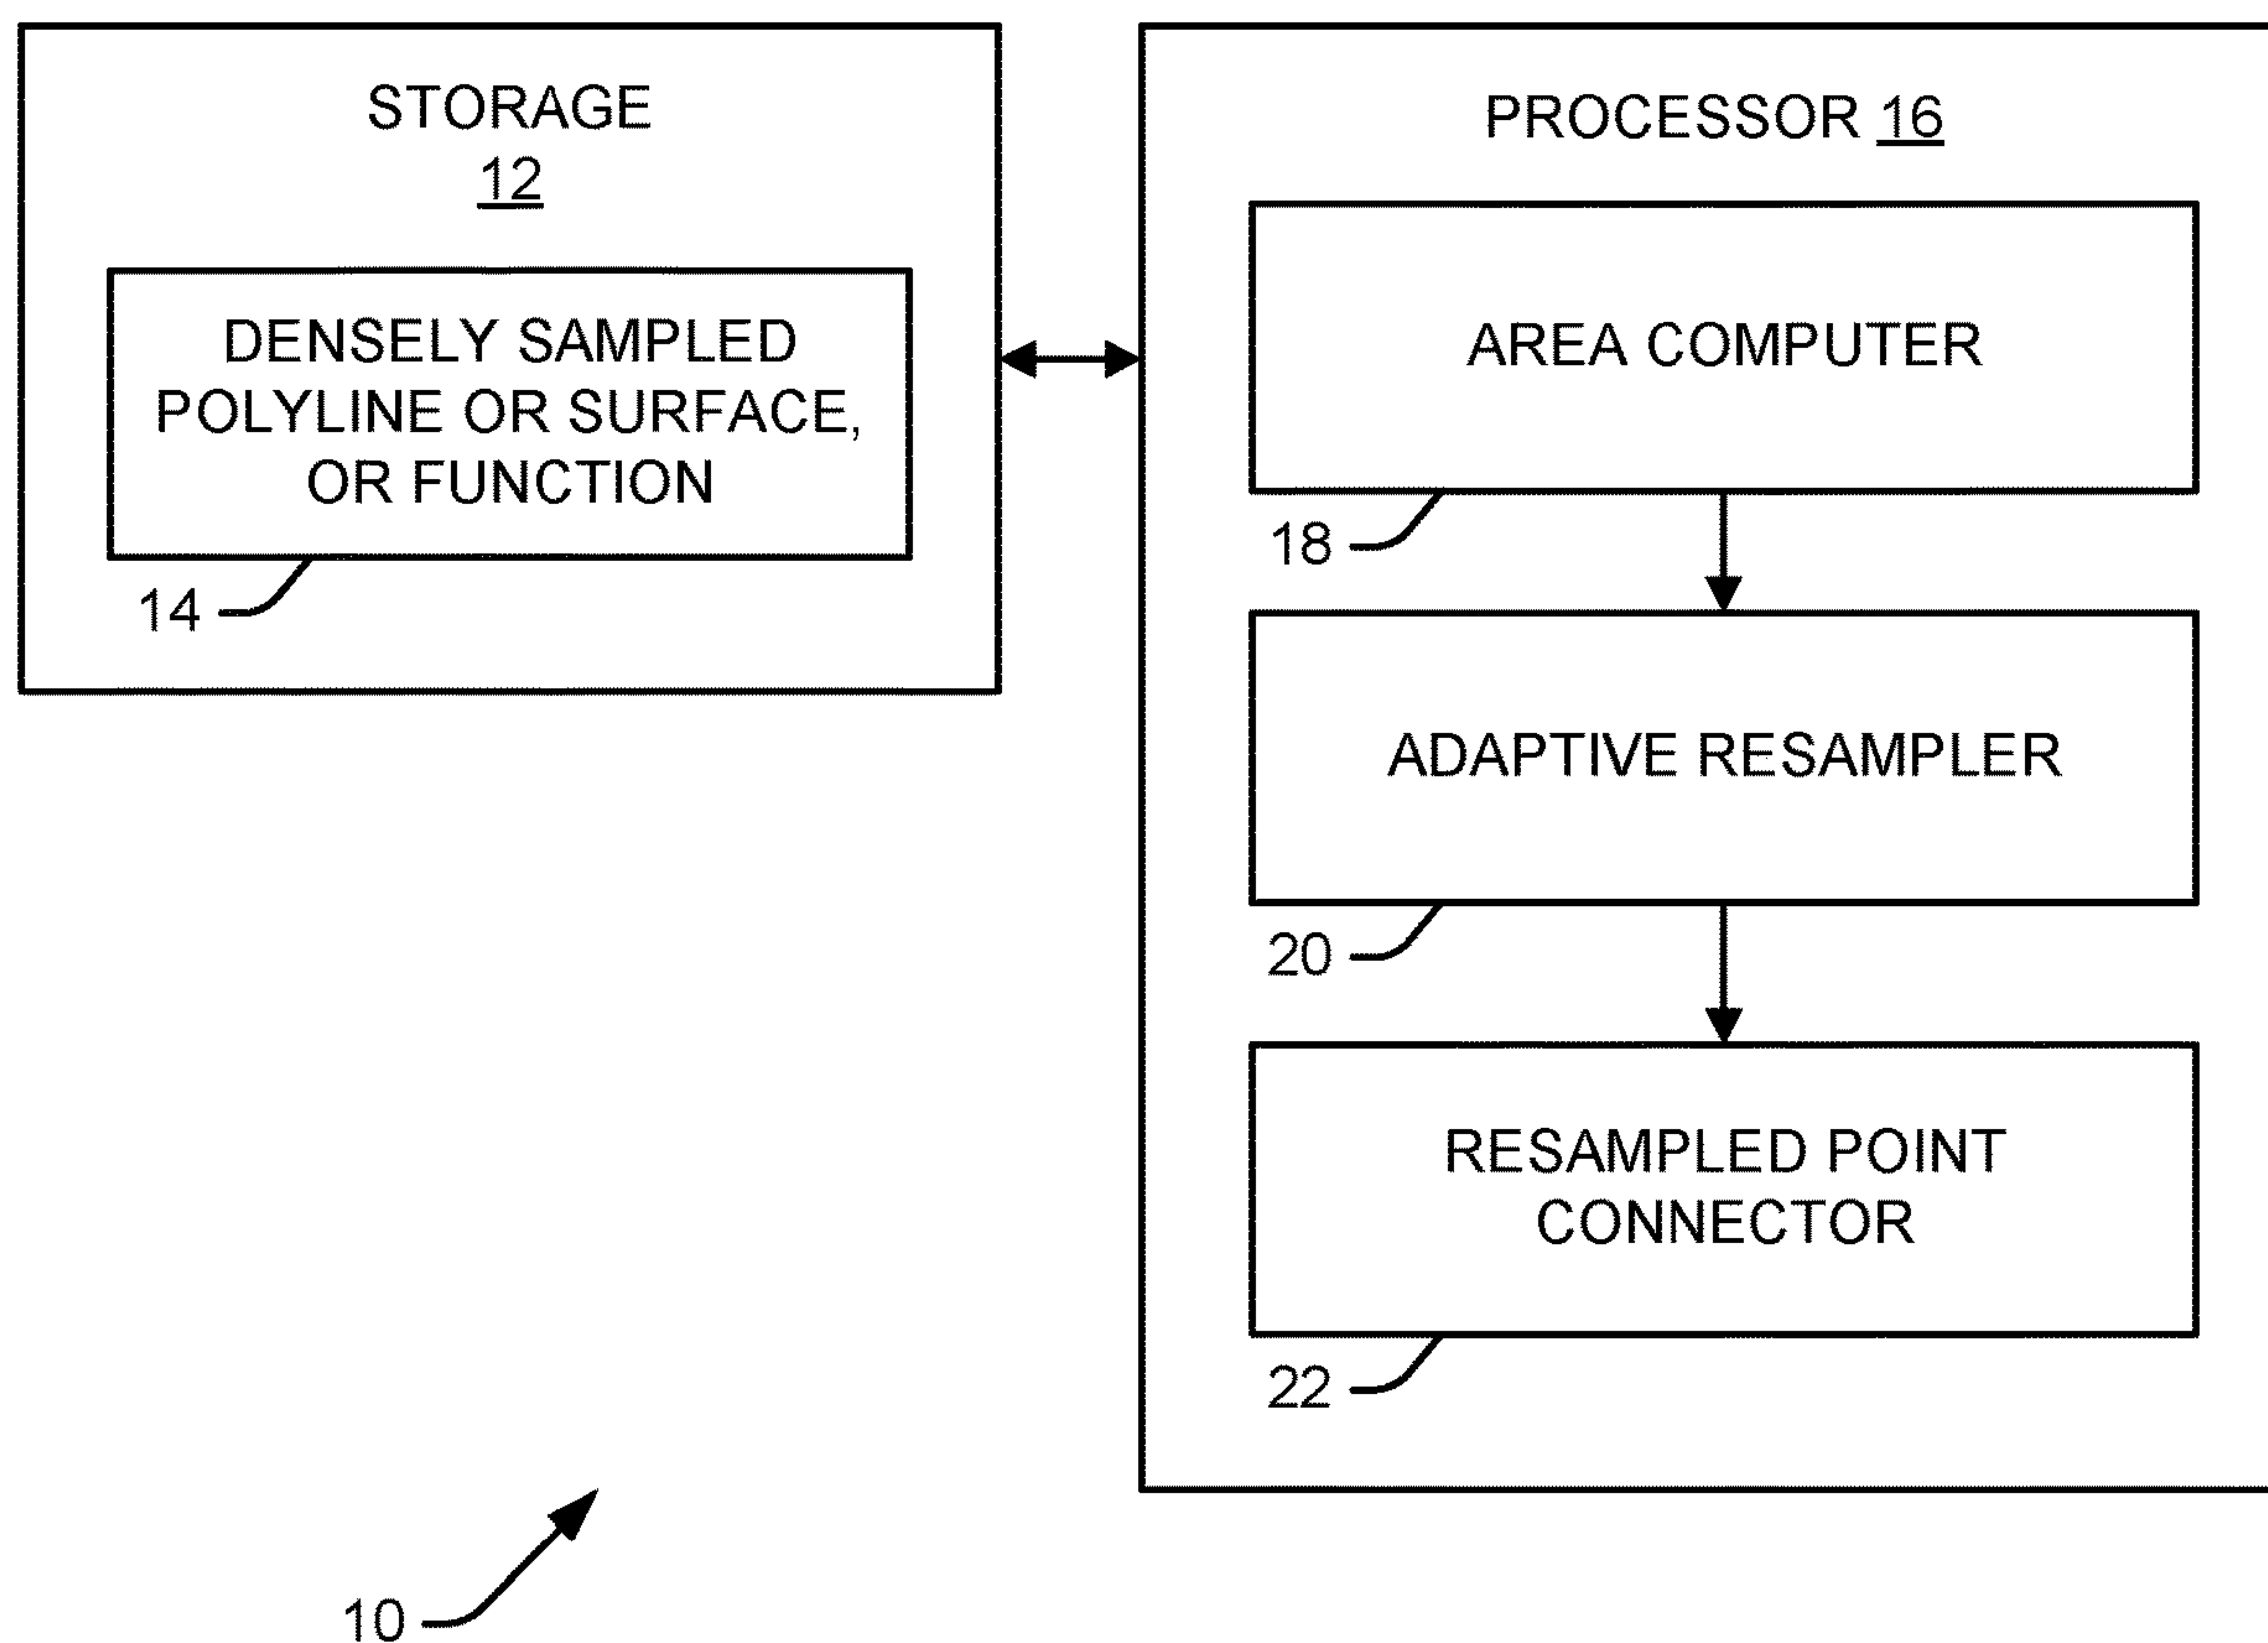 STORAGE
12
DENSELY SAMPLED
POLYLINE OR SURFACE,
OR FUNCTION
14
PROCESSOR 16
AREA COMPUTER
18
ADAPTIVE RESAMPLER
20
RESAMPLED POINT
CONNECTOR
22
10